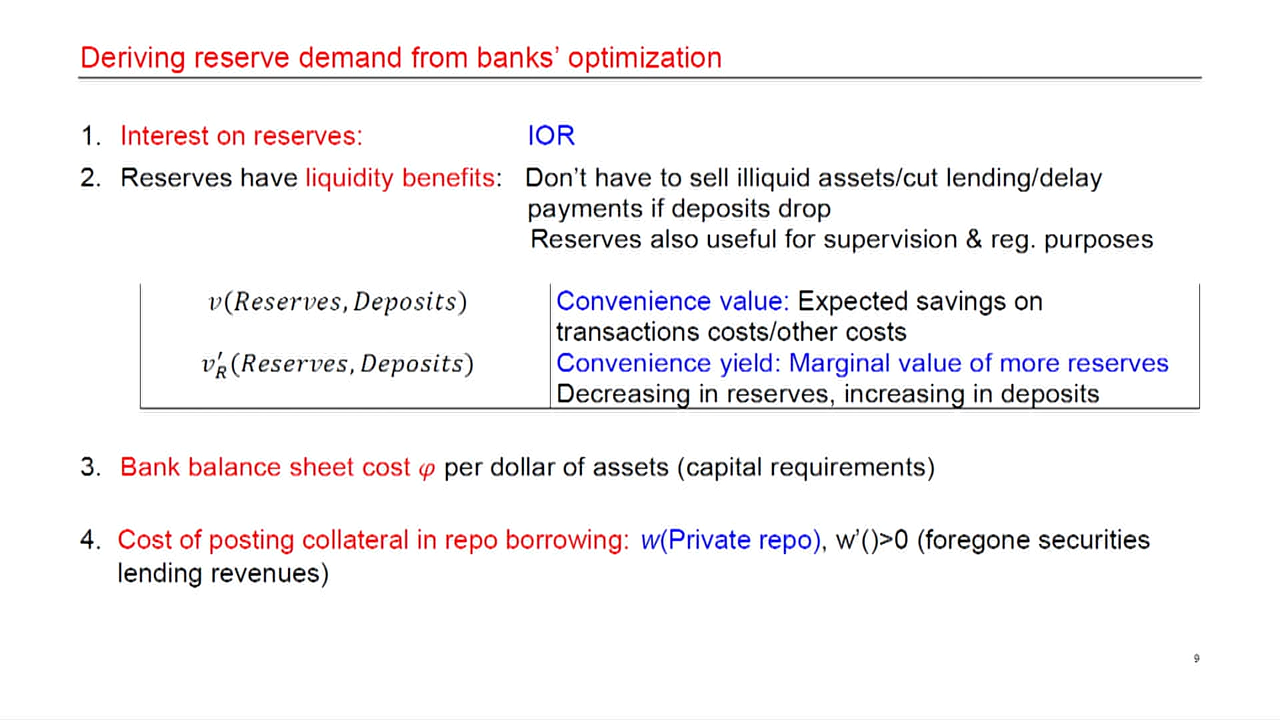 Deriving reserve demand from banks’ optimization
1. Interest on reserves: IOR
2. Reserves have liquidity benefits: Don’t have to sell illiquid assets/cut lending/delay
payments if deposits drop
Reserves also useful for supervision & reg. purposes
v(Reserves, Deposits) Convenience value: Expected savings on
transactions costs/other costs
v′R(Reserves, Deposits) Convenience yield: Marginal value of more reserves
Decreasing in reserves, increasing in deposits
3. Bank balance sheet cost φ per dollar of assets (capital requirements)
4. Cost of posting collateral in repo borrowing: w(Private repo), w’()>0 (foregone securities
lending revenues)
9